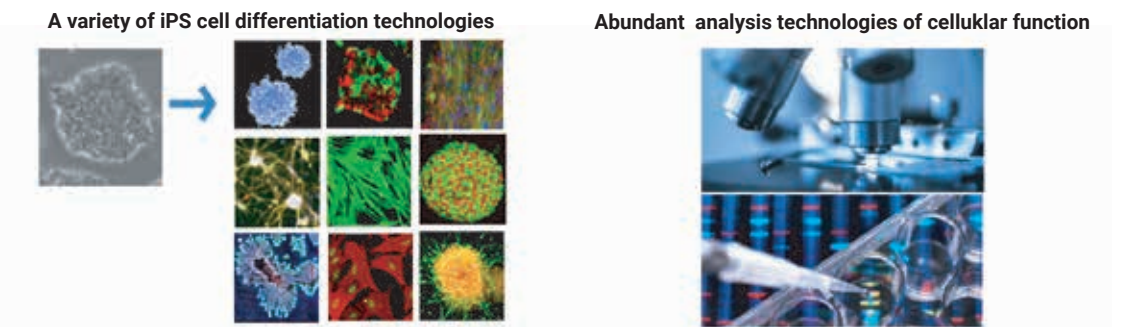 A variety of iPS cell differentiation technologies
Abundant analysis technologies of celluklar function